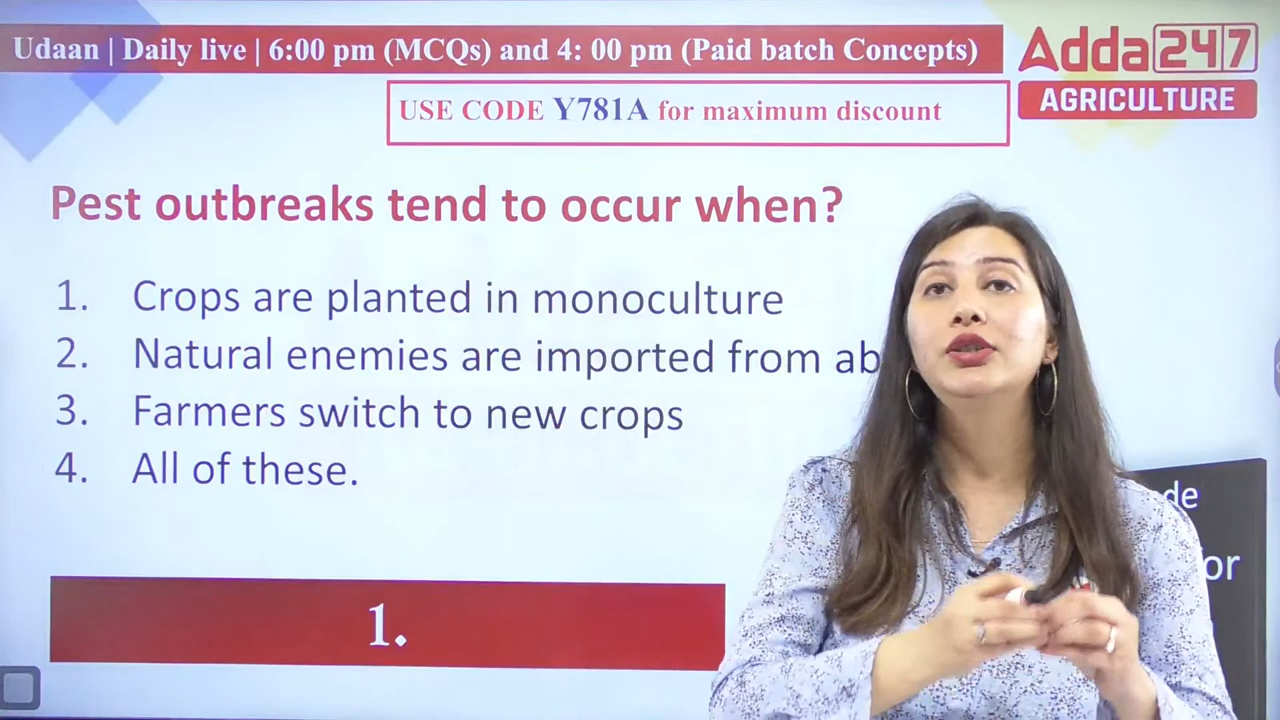 Udaan | Daily live | 6:00 pm (MCQs) and 4: 00 pm (Paid batch Concepts)
Adda 247
AGRICULTURE
USE CODE Y781A for maximum discount
Pest outbreaks tend to occur when?
1. Crops are planted in monoculture
2. Natural enemies are imported from ab
3. Farmers switch to new crops
4. All of these.
de
or
1.